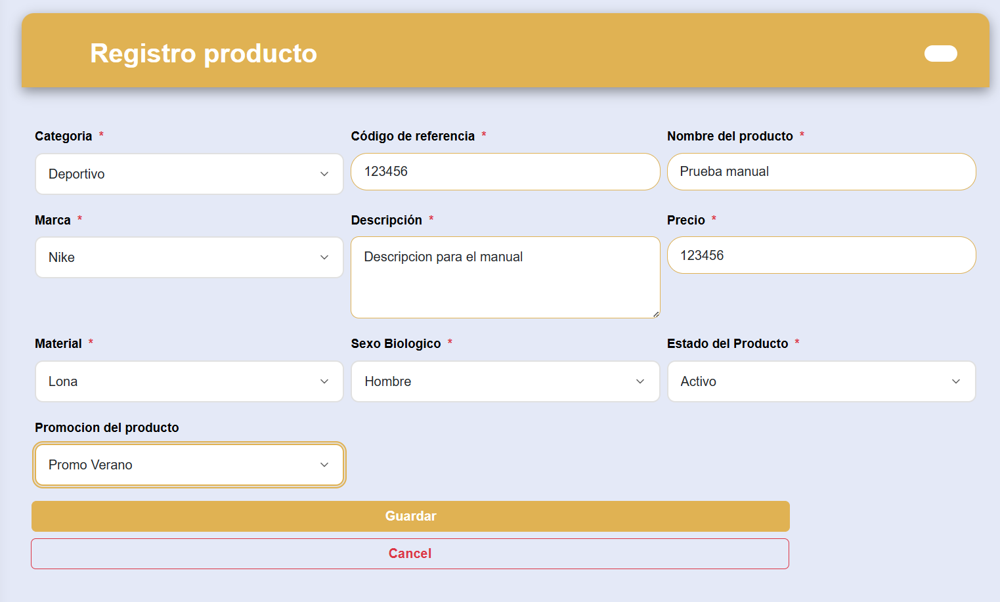 Registro producto
Categoria *
Código de referencia *
Nombre del producto *
Deportivo
123456
Prueba manual
Marca *
Descripción *
Precio *
Nike
Descripcion para el manual
123456
Material *
Sexo Biologico *
Estado del Producto *
Lona
Hombre
Activo
Promocion del producto
Promo Verano
Guardar
Cancel